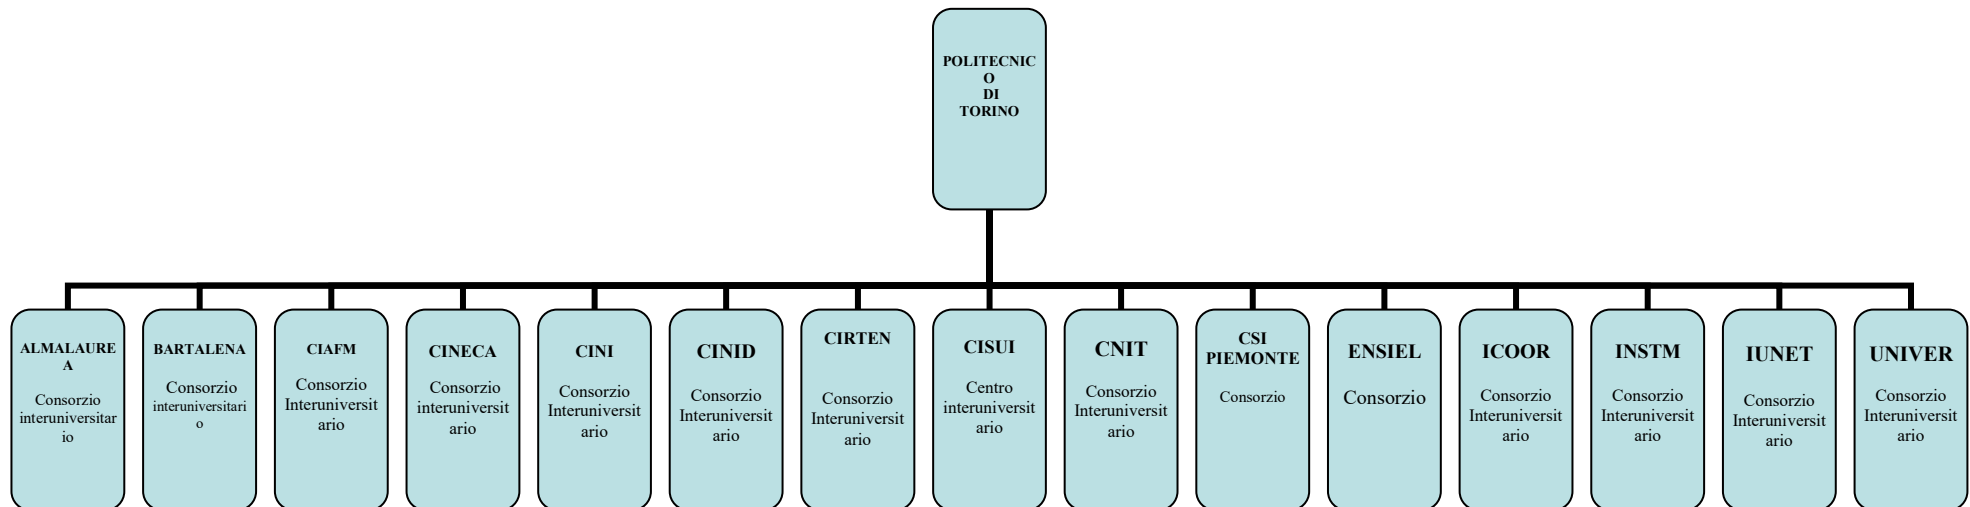 POLITECNIC
O
DI
TORINO
ALMALAURE
A
Consorzio
interuniversitar
io
BARTALENA
Consorzio
interuniversitari
o
CIAFM
Consorzio
Interuniversit
ario
CINECA
Consorzio
interuniversit
ario
CINI
Consorzio
Interuniversit
ario
CINID
Consorzio
Interuniversit
ario
CIRTEN
Consorzio
Interuniversit
ario
CISUI
Centro
interuniversit
ario
CNIT
Consorzio
Interuniversit
ario
CSI
PIEMONTE
Consorzio
ENSIEL
Consorzio
ICOOR
Consorzio
Interuniversit
ario
INSTM
Consorzio
Interuniversit
ario
IUNET
Consorzio
Interuniversit
ario
UNIVER
Consorzio
Interuniversit
ario